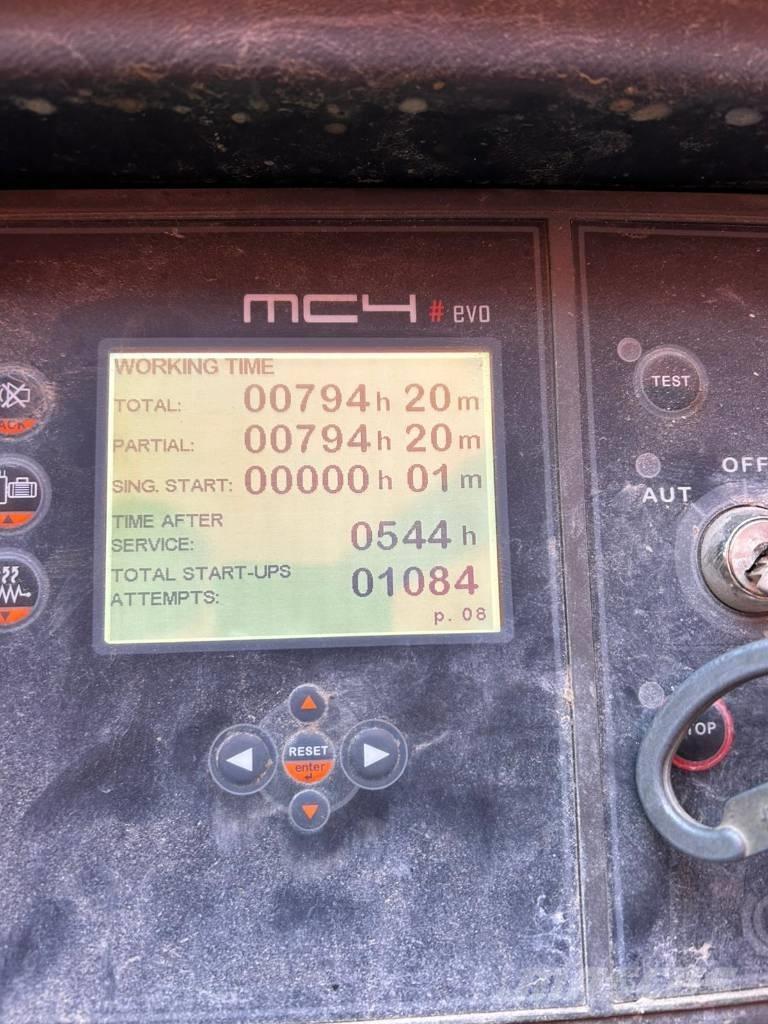 mc4 # evo
WORKING TIME
TOTAL: 00794 h 20 m
PARTIAL: 00794 h 20 m
SING. START: 00000 h 01 m
TIME AFTER
SERVICE: 0544 h
TOTAL START-UPS
ATTEMPTS: 01084
p. 08
TEST
OFF
AUT
RESET
enter